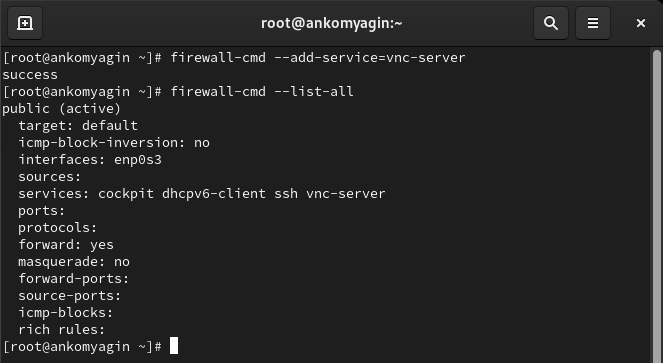 root@ankomyagin:~
[root@ankomyagin ~]# firewall-cmd --add-service=vnc-server
success
[root@ankomyagin ~]# firewall-cmd --list-all
public (active)
  target: default
  icmp-block-inversion: no
  interfaces: enp0s3
  sources:
  services: cockpit dhcpv6-client ssh vnc-server
  ports:
  protocols:
  forward: yes
  masquerade: no
  forward-ports:
  source-ports:
  icmp-blocks:
  rich rules:
[root@ankomyagin ~]#